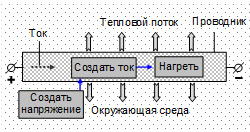 Тепловой поток
Проводник
Ток
Создать ток
Нагреть
+
−
Создать
напряжение
Окружающая среда